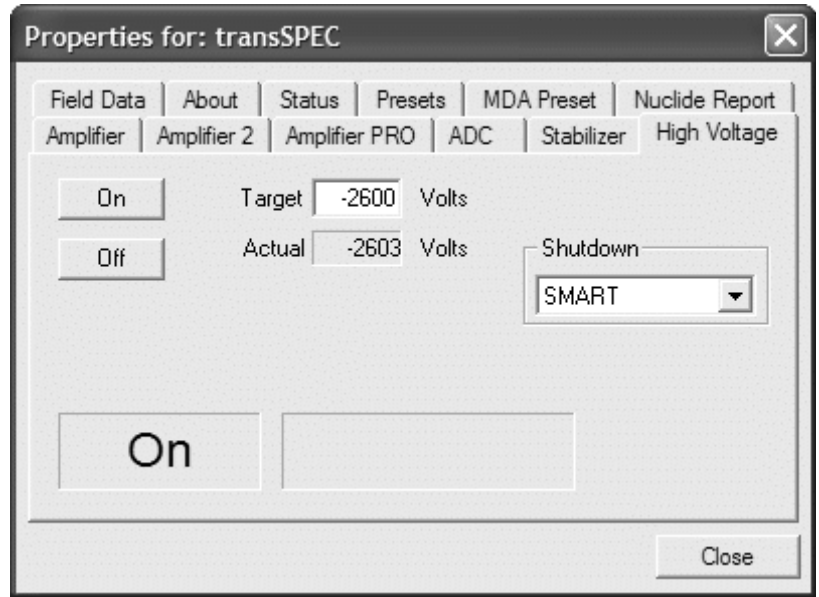 Properties for: transSPEC
Field Data About Status Presets MDA Preset Nuclide Report
Amplifier Amplifier 2 Amplifier PRO ADC Stabilizer High Voltage
On Target -2600 Volts
Off Actual -2603 Volts Shutdown
SMART
On
Close